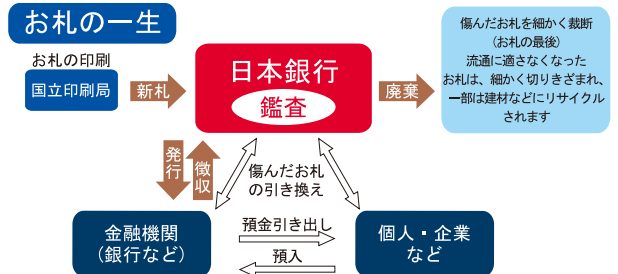 お札の一生
お札の印刷
国立印刷局
新札
日本銀行
鑑査
廃棄
傷んだお札を細かく裁断
(お札の最後)
流通に適さなくなった
お札は、細かく切りきざまれ、
一部は建材などにリサイクル
されます
発行
徴収
傷んだお札
の引き換え
金融機関
(銀行など)
預金引き出し
預入
個人・企業
など